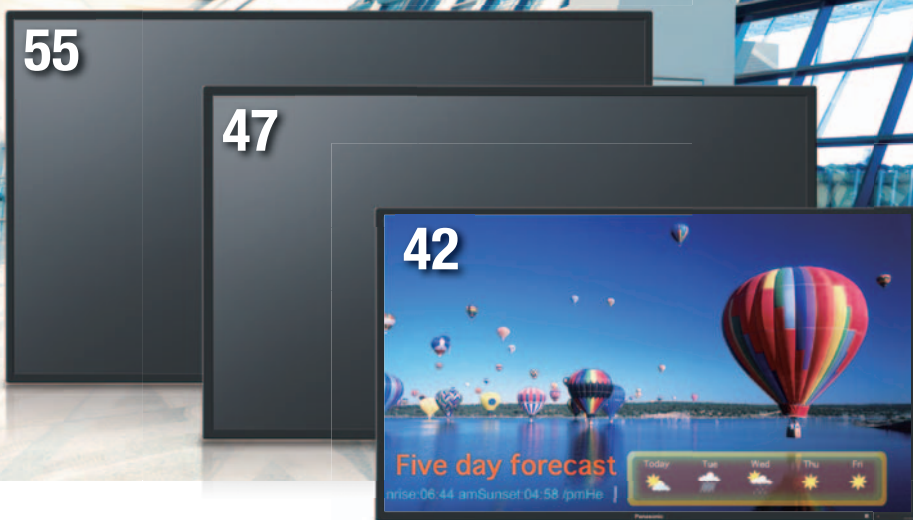 55
47
42
Five day forecast
Today Tue Wed Thu Fri
nrise:06:44 amSunset:04:58 /pmHe
Panasonic